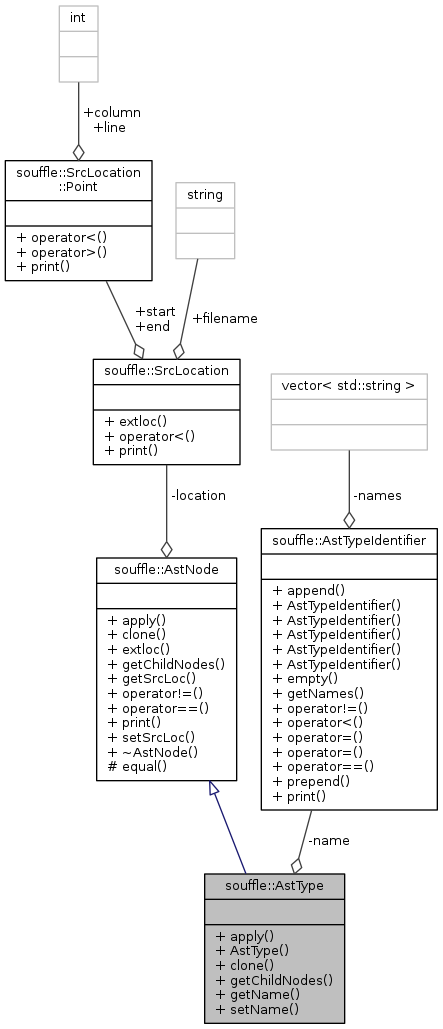 int
+column
+line
souffle::SrcLocation
::Point
+ operator<()
+ operator>()
+ print()
string
+start
+end
+filename
souffle::SrcLocation
+ extloc()
+ operator<()
+ print()
vector< std::string >
-location
-names
souffle::AstNode
+ apply()
+ clone()
+ extloc()
+ getChildNodes()
+ getSrcLoc()
+ operator!=()
+ operator==()
+ print()
+ setSrcLoc()
+ ~AstNode()
# equal()
souffle::AstTypeIdentifier
+ append()
+ AstTypeIdentifier()
+ AstTypeIdentifier()
+ AstTypeIdentifier()
+ AstTypeIdentifier()
+ AstTypeIdentifier()
+ empty()
+ getNames()
+ operator!=()
+ operator<()
+ operator=()
+ operator=()
+ operator==()
+ prepend()
+ print()
-name
souffle::AstType
+ apply()
+ AstType()
+ clone()
+ getChildNodes()
+ getName()
+ setName()